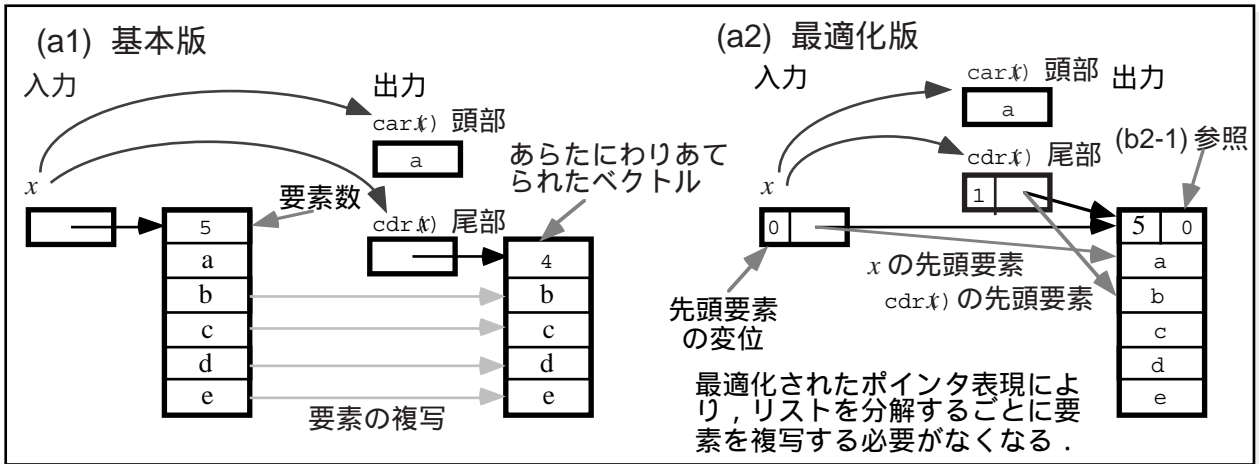 (a1) 基本版
入力
出力
car(x) 頭部
a
x
要素数
cdr(x) 尾部
あらたにわりあて
られたベクトル
5
a
b
c
d
e
4
b
c
d
e
要素の複写
(a2) 最適化版
入力
car(x) 頭部
出力
a
cdr(x) 尾部
(b2-1) 参照
1
x
0
5
0
a
b
c
d
e
x の先頭要素
cdr(x) の先頭要素
先頭要素
の変位
最適化されたポインタ表現によ
り，リストを分解するごとに要
素を複写する必要がなくなる．